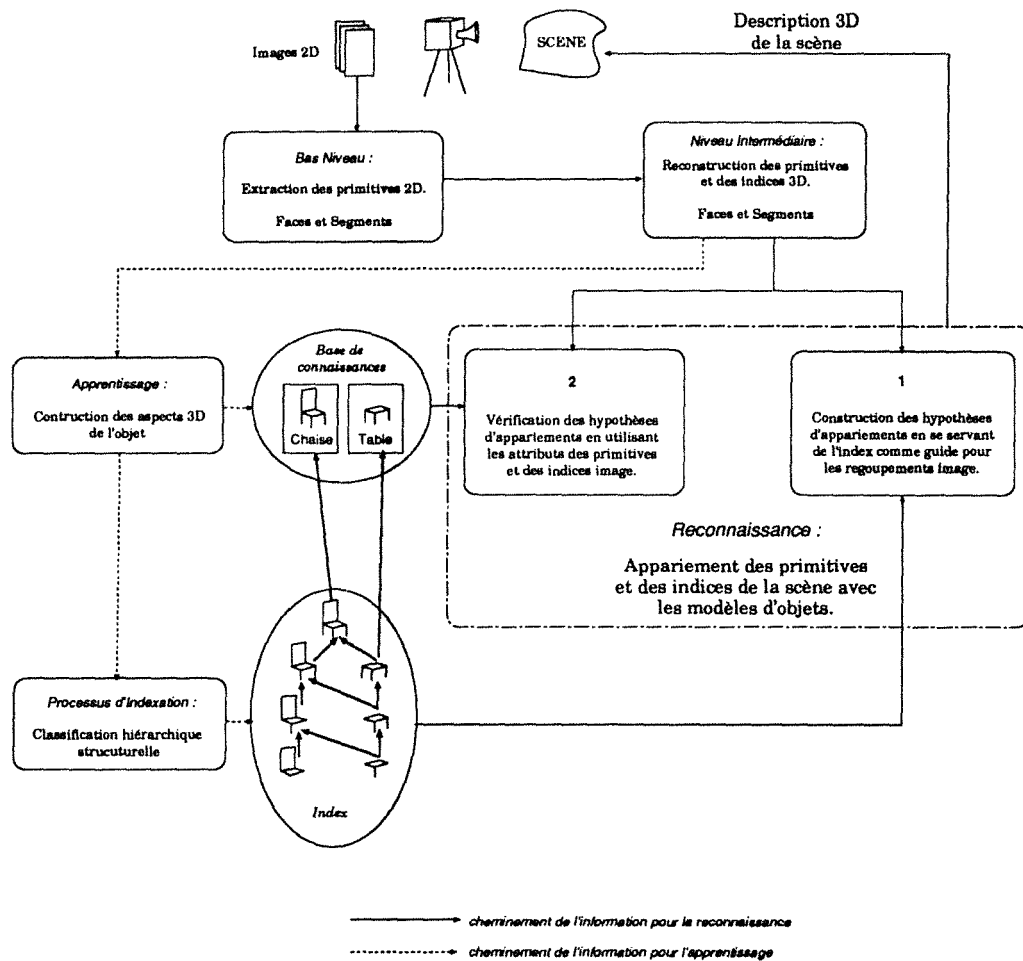 Images 2D
SCENE
Description 3D
de la scène
Bas Niveau :
Extraction des primitives 2D.
Faces et Segments
Niveau Intermédiaire :
Reconstruction des primitives
et des indices 3D.
Faces et Segments
Apprentissage :
Contruction des aspects 3D
de l'objet
Base de
connaissances
Chaise
Table
2
Vérification des hypothèses
d'appariements en utilisant
les attributs des primitives
et des indices image.
1
Construction des hypothèses
d'appariements en se servant
de l'index comme guide pour
les regoupements image.
Reconnaissance :
Appariement des primitives
et des indices de la scène avec
les modèles d'objets.
Processus d'Indexation :
Classification hiérarchique
strucuturelle
Index
cheminement de l'information pour la reconnaissance
cheminement de l'information pour l'apprentissage